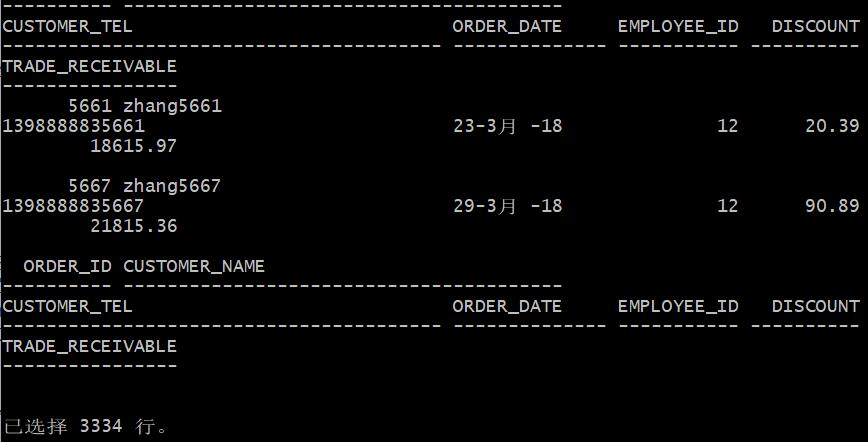 ---------- ----------------------------------------
CUSTOMER_TEL                             ORDER_DATE     EMPLOYEE_ID   DISCOUNT
---------------------------------------- -------------- ----------- ----------
TRADE_RECEIVABLE
----------------
      5661 zhang5661
1398888835661                            23-3月 -18              12      20.39
        18615.97
      5667 zhang5667
1398888835667                            29-3月 -18              12      90.89
        21815.36
  ORDER_ID CUSTOMER_NAME
---------- ----------------------------------------
CUSTOMER_TEL                             ORDER_DATE     EMPLOYEE_ID   DISCOUNT
---------------------------------------- -------------- ----------- ----------
TRADE_RECEIVABLE
----------------
已选择 3334 行。